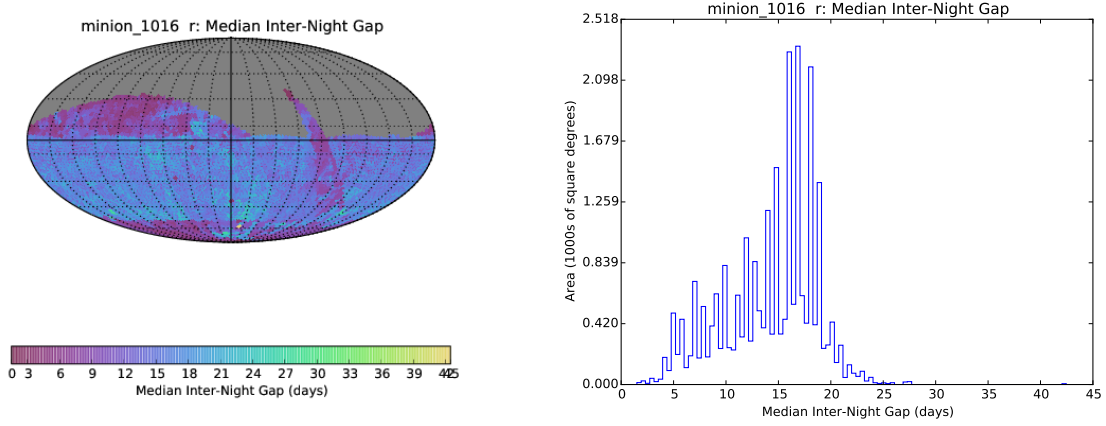 minion_1016 r: Median Inter-Night Gap
0 3 6 9 12 15 18 21 24 27 30 33 36 39 42 45
Median Inter-Night Gap (days)
minion_1016 r: Median Inter-Night Gap
2.518
2.098
1.679
1.259
0.839
0.420
0.000
Area (1000s of square degrees)
0 5 10 15 20 25 30 35 40 45
Median Inter-Night Gap (days)